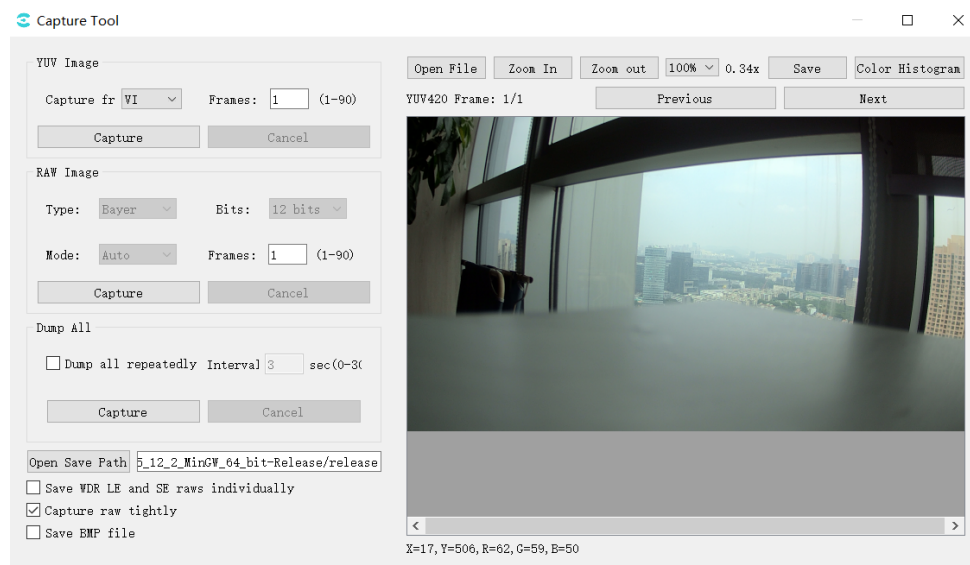 Capture Tool
YUV Image
Capture fr VI Frames: 1 (1-90)
Capture Cancel
RAW Image
Type: Bayer Bits: 12 bits
Mode: Auto Frames: 1 (1-90)
Capture Cancel
Dump All
Dump all repeatedly Interval 3 sec(0-30
Capture Cancel
Open Save Path 5_12_2_MinGW_64_bit-Release/release
Save WDR LE and SE raws individually
Capture raw tightly
Save BMP file
Open File Zoom In Zoom out 100% 0.34x Save Color Histogram
YUV420 Frame: 1/1 Previous Next
X=17, Y=506, R=62, G=59, B=50